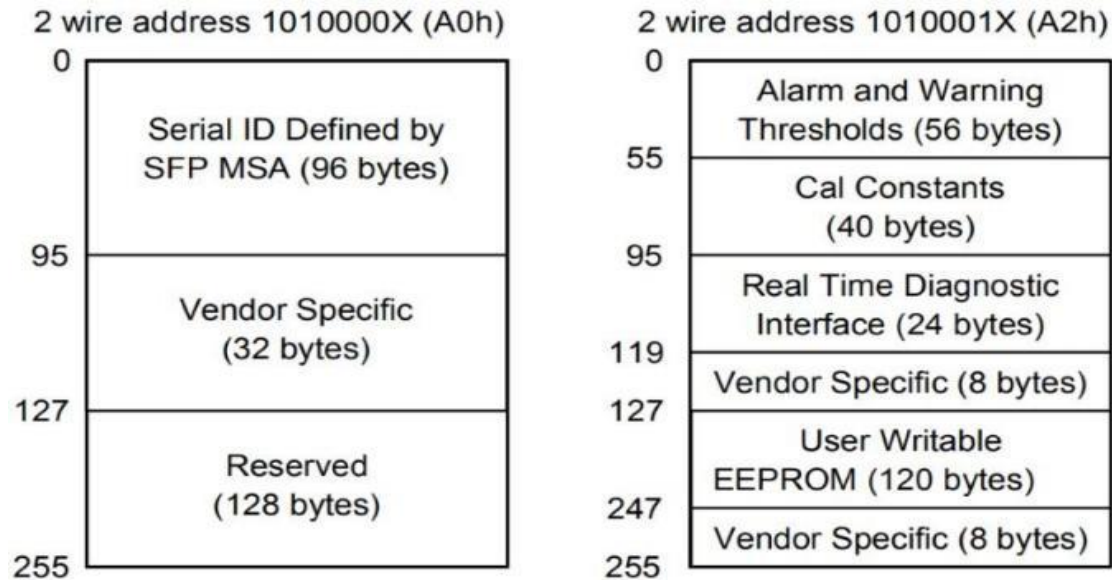 2 wire address 1010000X (A0h)
0
Serial ID Defined by
SFP MSA (96 bytes)
95
Vendor Specific
(32 bytes)
127
Reserved
(128 bytes)
255
2 wire address 1010001X (A2h)
0
Alarm and Warning
Thresholds (56 bytes)
55
Cal Constants
(40 bytes)
95
Real Time Diagnostic
Interface (24 bytes)
119
Vendor Specific (8 bytes)
127
User Writable
EEPROM (120 bytes)
247
Vendor Specific (8 bytes)
255